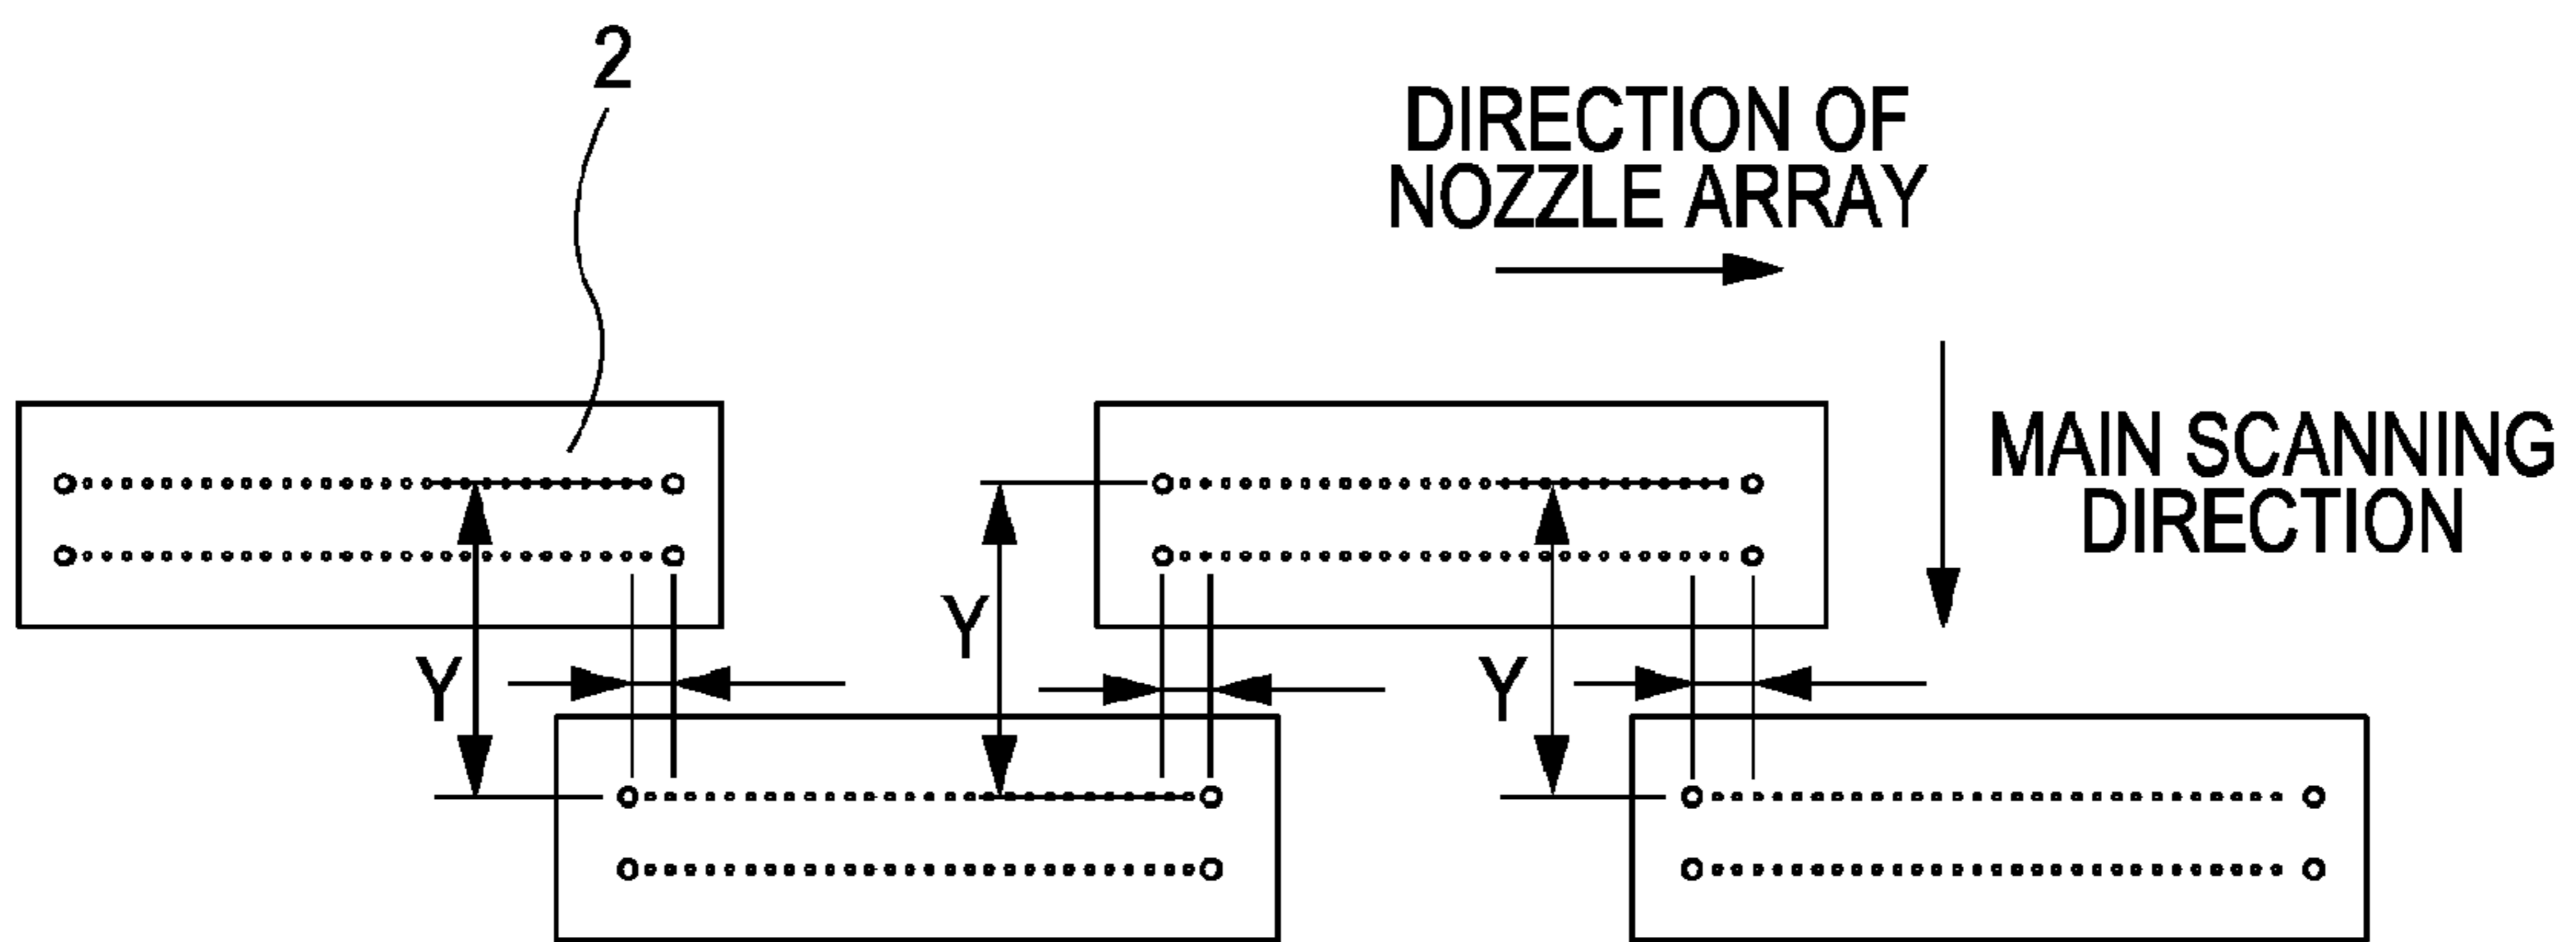 2
DIRECTION OF
NOZZLE ARRAY
MAIN SCANNING
DIRECTION
Y
Y
Y